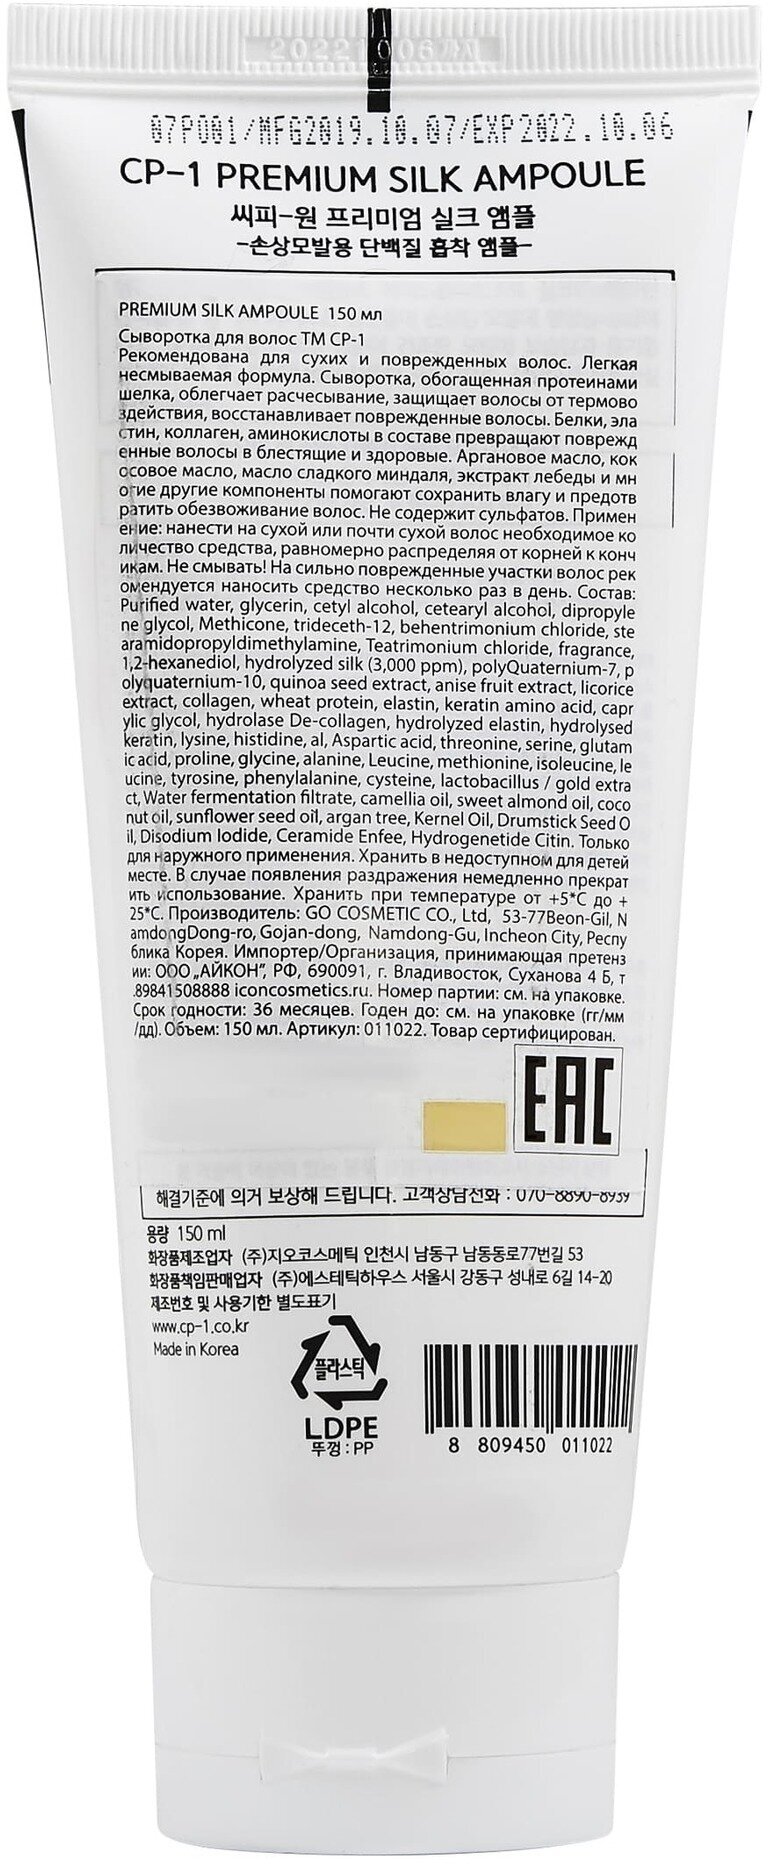 07P001/MFG2019.10.07/EXP2022.10.06
CP-1 PREMIUM SILK AMPOULE
씨피-원 프리미엄 실크 앰플
-손상모발용 단백질 흡착 앰플-
PREMIUM SILK AMPOULE 150 мл
Сыворотка для волос ТМ CP-1
Рекомендована для сухих и поврежденных волос. Легкая
несмываемая формула. Сыворотка, обогащенная протеинами
шелка, облегчает расчесывание, защищает волосы от термово
здействия, восстанавливает поврежденные волосы. Белки, эла
стин, коллаген, аминокислоты в составе превращают поврежд
енные волосы в блестящие и здоровые. Аргановое масло, кок
осовое масло, масло сладкого миндаля, экстракт лебеды и мн
огие другие компоненты помогают сохранить влагу и предотв
ратить обезвоживание волос. Не содержит сульфатов. Примен
ение: нанести на сухой или почти сухой волос необходимое ко
личество средства, равномерно распределяя от корней к конч
икам. Не смывать! На сильно поврежденные участки волос рек
омендуется наносить средство несколько раз в день. Состав:
Purified water, glycerin, cetyl alcohol, cetearyl alcohol, dipropyle
ne glycol, Methicone, trideceth-12, behentrimonium chloride, ste
aramidopropyldimethylamine, Teatrimonium chloride, fragrance,
1,2-hexanediol, hydrolyzed silk (3,000 ppm), polyQuaternium-7, p
olyquaternium-10, quinoa seed extract, anise fruit extract, licorice
extract, collagen, wheat protein, elastin, keratin amino acid, capr
ylic glycol, hydrolase De-collagen, hydrolyzed elastin, hydrolysed
keratin, lysine, histidine, al, Aspartic acid, threonine, serine, glutam
ic acid, proline, glycine, alanine, Leucine, methionine, isoleucine, le
ucine, tyrosine, phenylalanine, cysteine, lactobacillus / gold extra
ct, Water fermentation filtrate, camellia oil, sweet almond oil, coco
nut oil, sunflower seed oil, argan tree, Kernel Oil, Drumstick Seed O
il, Disodium Iodide, Ceramide Enfee, Hydrogenetide Citin. Только
для наружного применения. Хранить в недоступном для детей
месте. В случае появления раздражения немедленно прекрат
ить использование. Хранить при температуре от +5*C до +
25*C. Производитель: GO COSMETIC CO., Ltd, 53-77Beon-Gil, N
amdongDong-ro, Gojan-dong, Namdong-Gu, Incheon City, Респу
блика Корея. Импортер/Организация, принимающая претенз
ии: ООО „АЙКОН", РФ, 690091, г. Владивосток, Суханова 4 Б, т
.89841508888 iconcosmetics.ru. Номер партии: см. на упаковке.
Срок годности: 36 месяцев. Годен до: см. на упаковке (гг/мм
/дд). Объем: 150 мл. Артикул: 011022. Товар сертифицирован.
EAC
해결기준에 의거 보상해 드립니다. 고객상담전화 : 070-8890-8939
용량 150 ml
화장품제조업자 (주)지오코스메틱 인천시 남동구 남동동로77번길 53
화장품책임판매업자 (주)에스테틱하우스 서울시 강동구 성내로 6길 14-20
제조번호 및 사용기한 별도표기
www.cp-1.co.kr
Made in Korea
플라스틱
LDPE
뚜껑 : PP
8 809450 011022